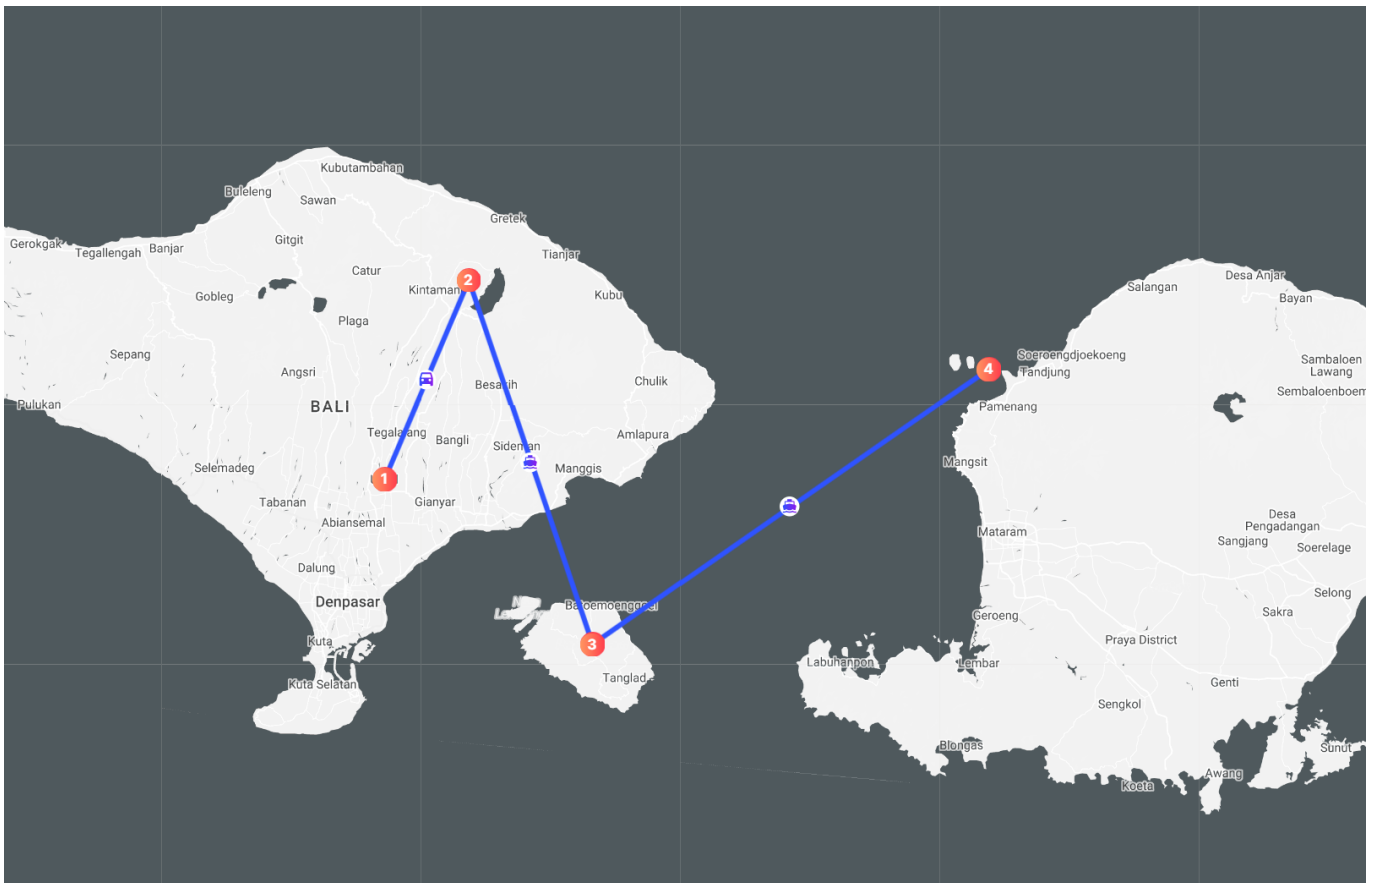 Kubutambahan
Buleleng
Sawan
Gretek
Gerokgak
Tegallengah
Banjar
Gitgit
Tianjar
Catur
2
Kintamani
Gobleg
Kubu
Plaga
Salangan
Desa Anjar
Bayan
Sepang
Angsri
Besakih
Chulik
4
Soeroengdjoekoeng
Tandjung
Sambaloen
Lawang
Sembaloenboem
Pulukan
BALI
Pamenang
Tegalalang
Bangli
Sidemen
Amlapura
Selemadeg
1
Manggis
Mangsit
Tabanan
Gianyar
Abiansemal
Mataram
Desa
Pengadangan
Sangjang
Soerelage
Dalung
Denpasar
Batoemoenggoel
Geroeng
Selong
Sakra
Kuta
3
Praya District
Labuhanpon
Lembar
Kuta Selatan
Tanglad
Genti
Sengkol
Blongas
Sunut
Awang
Koeta